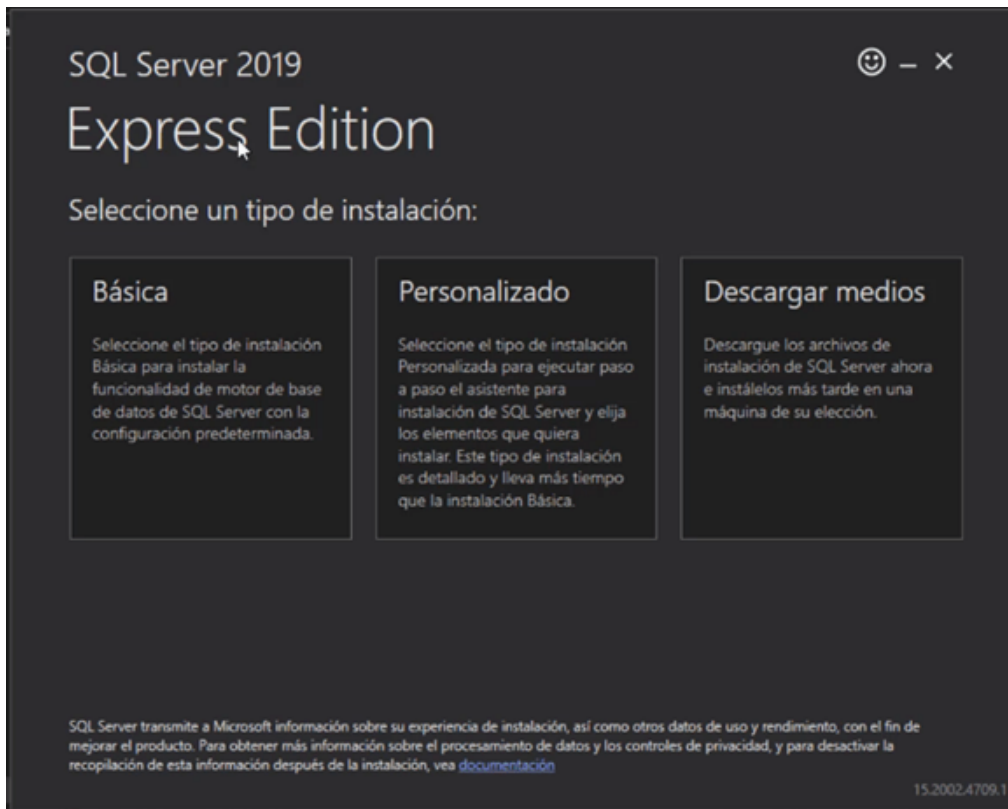 SQL Server 2019
Express Edition
Seleccione un tipo de instalación:
Básica
Seleccione el tipo de instalación
Básica para instalar la
funcionalidad de motor de base
de datos de SQL Server con la
configuración predeterminada.
Personalizado
Seleccione el tipo de instalación
Personalizada para ejecutar paso
a paso el asistente para
instalación de SQL Server y elija
los elementos que quiera
instalar. Este tipo de instalación
es detallado y lleva más tiempo
que la instalación Básica.
Descargar medios
Descargue los archivos de
instalación de SQL Server ahora
e instálelos más tarde en una
máquina de su elección.
SQL Server transmite a Microsoft información sobre su experiencia de instalación, así como otros datos de uso y rendimiento, con el fin de
mejorar el producto. Para obtener más información sobre el procesamiento de datos y los controles de privacidad, y para desactivar la
recopilación de esta información después de la instalación, vea documentación
15.2002.4709.1